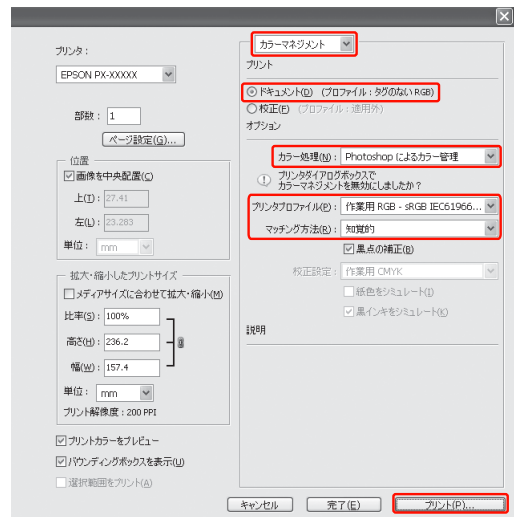 プリンタ：
EPSON PX-XXXXX
部数：1
ページ設定(G)...
位置
画像を中央配置(C)
上(T)：27.41
左(L)：23.283
単位：mm
拡大・縮小したプリントサイズ
メディアサイズに合わせて拡大・縮小(M)
比率(S)：100%
高さ(H)：236.2
幅(W)：157.4
単位：mm
プリント解像度：200 PPI
プリントカラーをプレビュー
バウンディングボックスを表示(U)
選択範囲をプリント(A)
カラーマネジメント
プリント
ドキュメント(D) (プロファイル：タグのない RGB)
校正(F) (プロファイル：適用外)
オプション
カラー処理(N)：Photoshop によるカラー管理
プリンタダイアログボックスで
カラーマネジメントを無効にしましたか？
プリンタプロファイル(P)：作業用 RGB - sRGB IEC61966...
マッチング方法(R)：知覚的
黒点の補正(B)
校正設定：作業用 CMYK
紙色をシミュレート(I)
黒インキをシミュレート(K)
説明
キャンセル
完了(E)
プリント(P)...